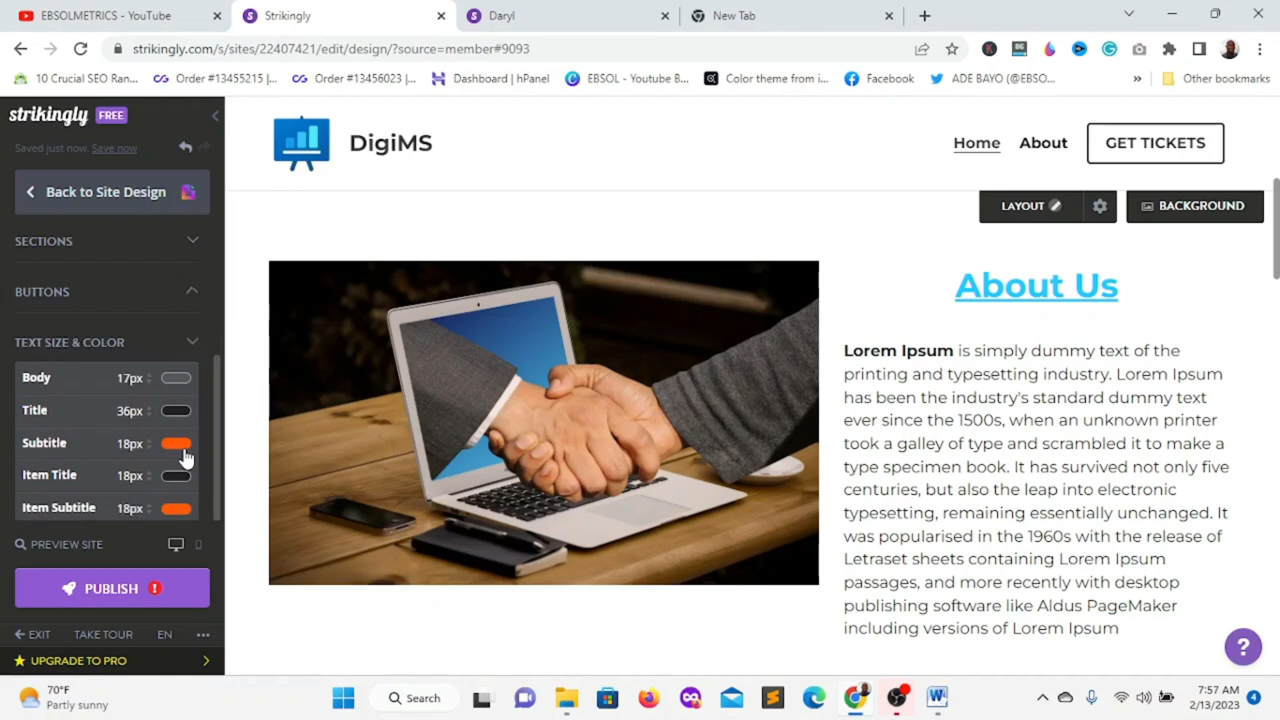 EBSOLMETRICS - YouTube
Strikingly
Daryl
New Tab
strikingly.com/s/sites/22407421/edit/design/?source=member#9093
10 Crucial SEO Ran...
Order #13455215 |...
Order #13456023 |...
Dashboard | hPanel
EBSOL - Youtube B...
Color theme from i...
Facebook
ADE BAYO (@EBSO...
»
Other bookmarks
strikingly FREE
Saved just now. Save now
Back to Site Design
SECTIONS
BUTTONS
TEXT SIZE & COLOR
Body 17px
Title 36px
Subtitle 18px
Item Title 18px
Item Subtitle 18px
PREVIEW SITE
PUBLISH !
EXIT TAKE TOUR EN ...
UPGRADE TO PRO
DigiMS
Home About GET TICKETS
LAYOUT
BACKGROUND
About Us
Lorem Ipsum is simply dummy text of the
printing and typesetting industry. Lorem Ipsum
has been the industry's standard dummy text
ever since the 1500s, when an unknown printer
took a galley of type and scrambled it to make a
type specimen book. It has survived not only five
centuries, but also the leap into electronic
typesetting, remaining essentially unchanged. It
was popularised in the 1960s with the release of
Letraset sheets containing Lorem Ipsum
passages, and more recently with desktop
publishing software like Aldus PageMaker
including versions of Lorem Ipsum
?
70°F
Partly sunny
Search
7:57 AM
2/13/2023
4